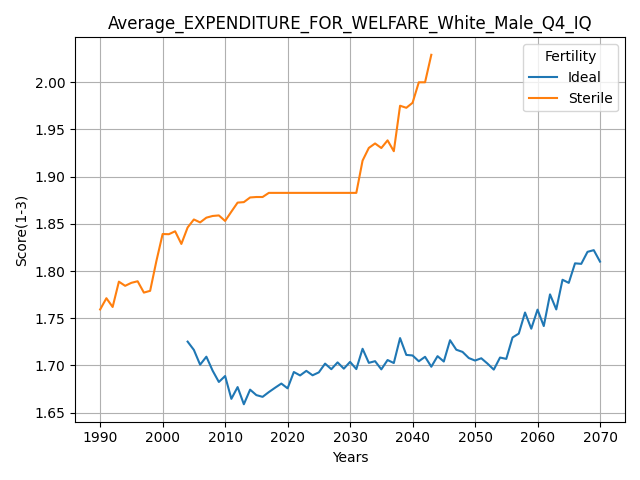 Average_EXPENDITURE_FOR_WELFARE_White_Male_Q4_IQ
Fertility
Ideal
Sterile
Score(1-3)
2.00
1.95
1.90
1.85
1.80
1.75
1.70
1.65
1990 2000 2010 2020 2030 2040 2050 2060 2070
Years